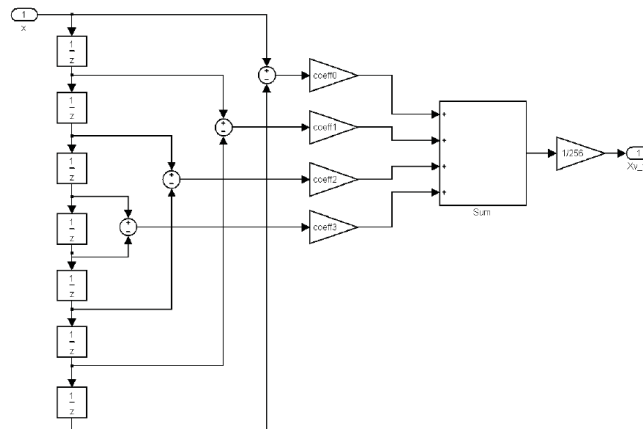 1
x
1
z
1
z
1
z
1
z
1
z
1
z
1
z
+
−
+
−
+
−
+
−
coeff0
coeff1
coeff2
coeff3
+
+
+
+
Sum
1/256
1